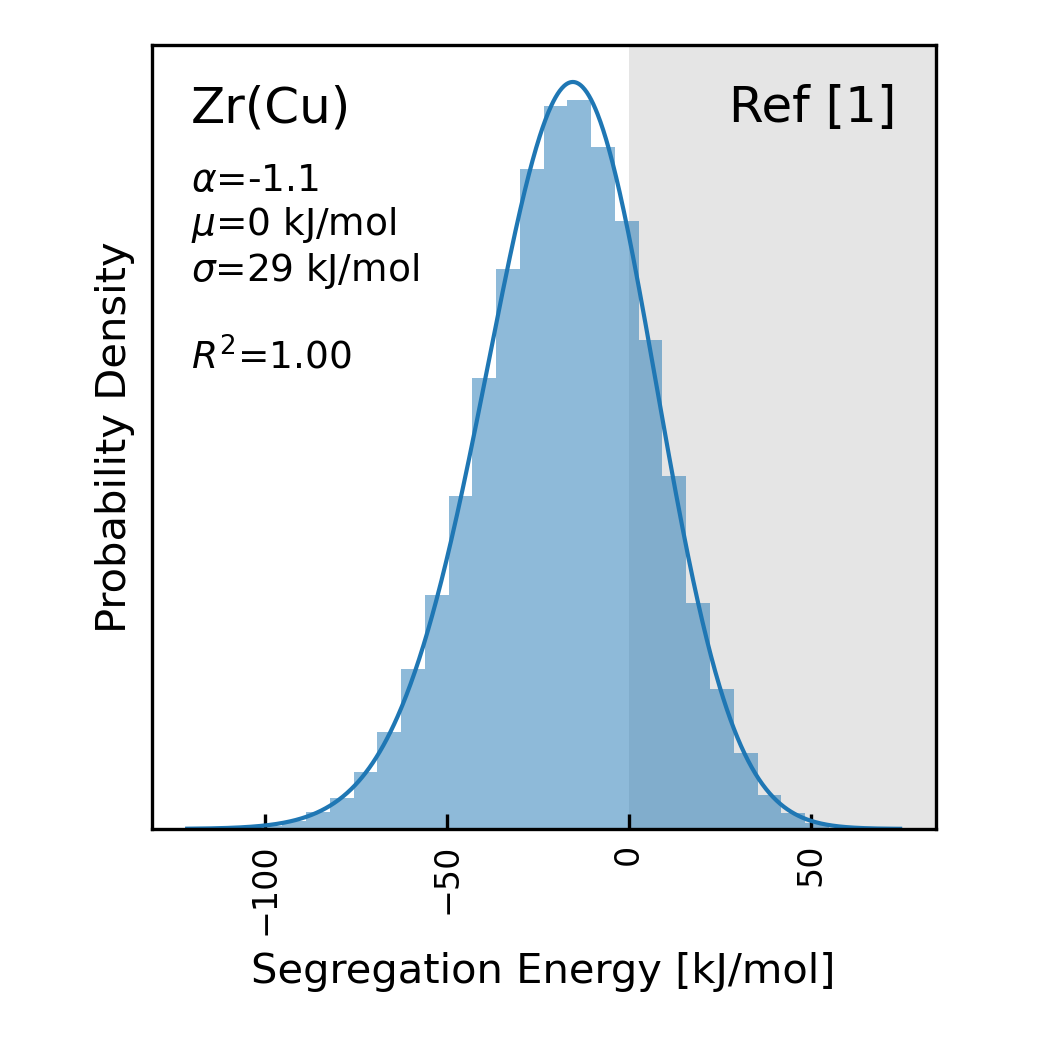 Zr(Cu)
Ref [1]
α=-1.1
μ=0 kJ/mol
σ=29 kJ/mol
R²=1.00
Probability Density
−100
−50
0
50
Segregation Energy [kJ/mol]